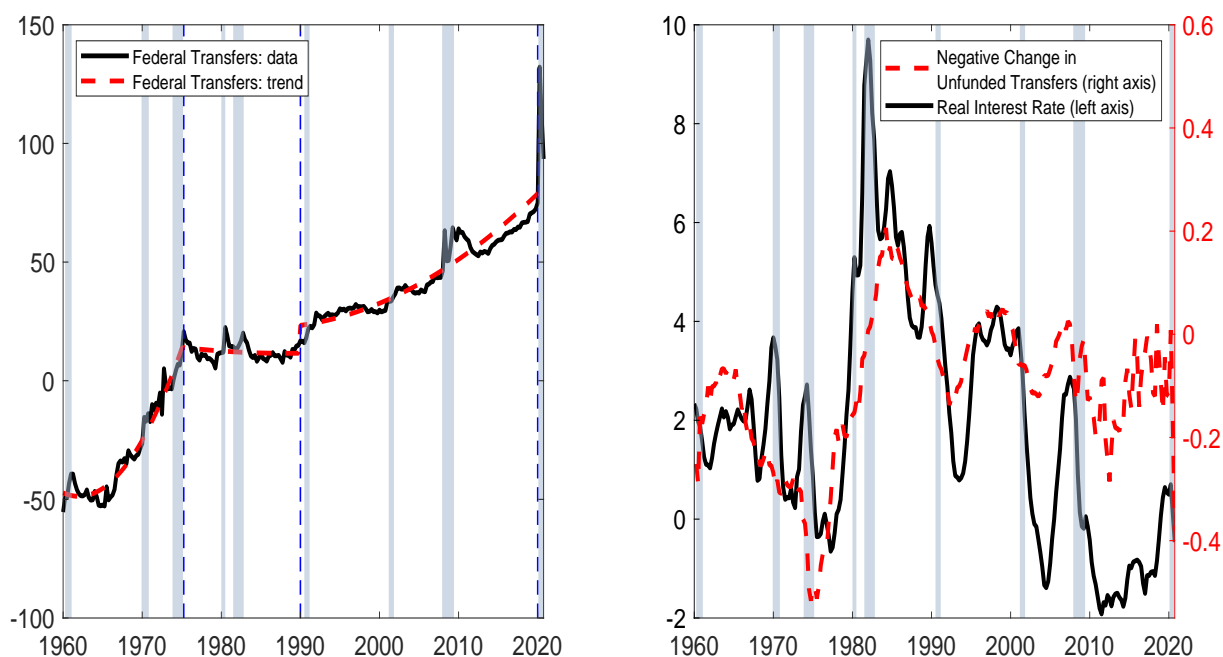 150
100
50
0
-50
-100
1960 1970 1980 1990 2000 2010 2020
Federal Transfers: data
Federal Transfers: trend
10
8
6
4
2
0
-2
1960 1970 1980 1990 2000 2010 2020
Negative Change in
Unfunded Transfers (right axis)
Real Interest Rate (left axis)
0.6
0.4
0.2
0
-0.2
-0.4